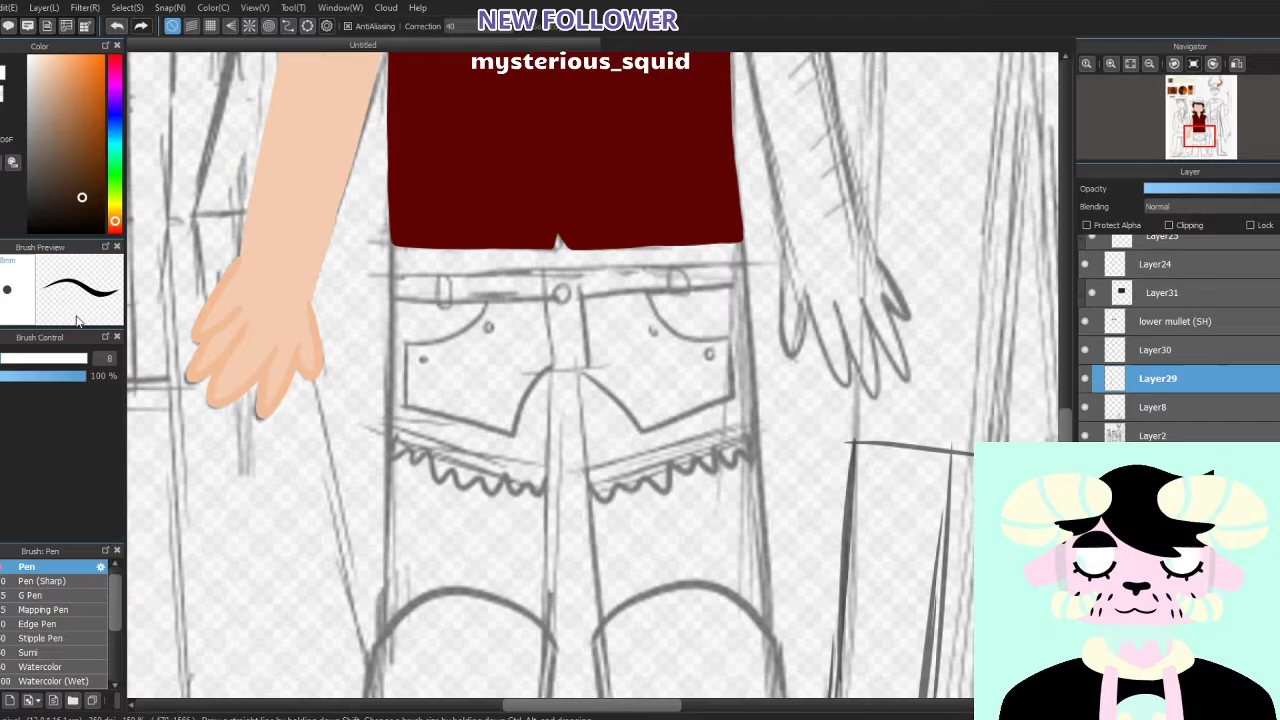 Layer(L) Filter(R) Select(S) Snap(N) Color(C) View(V) Tool(T) Window(W) Cloud Help
NEW FOLLOWER
mysterious_squid
AntiAliasing Correction 40
Untitled
Color
Brush Preview
Brush Control
8
100 %
Brush: Pen
Pen
Pen (Sharp)
G Pen
Mapping Pen
Edge Pen
Stipple Pen
Sumi
Watercolor
Watercolor (Wet)
Navigator
Layer
Opacity
Blending Normal
Protect Alpha Clipping Lock
Layer24
Layer31
lower mullet (SH)
Layer30
Layer29
Layer8
Layer2